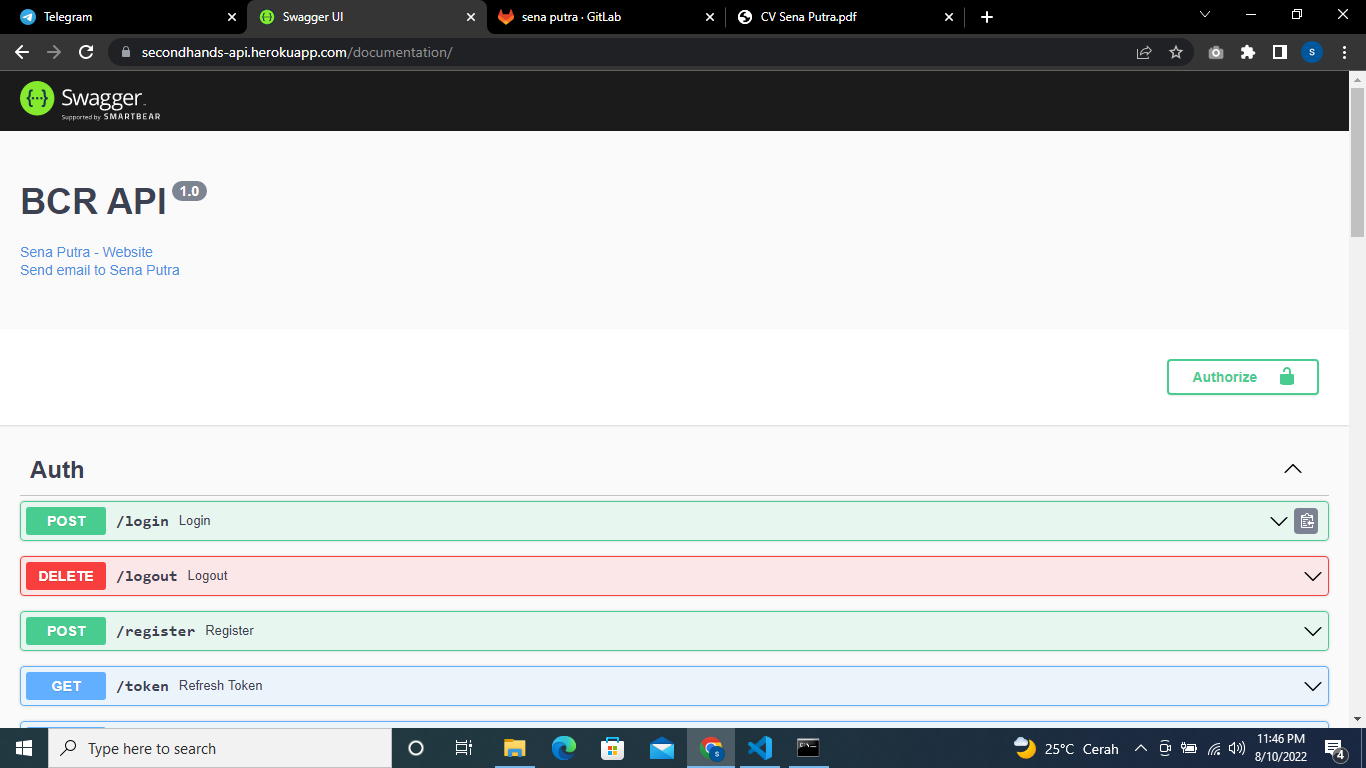 Telegram
Swagger UI
sena putra · GitLab
CV Sena Putra.pdf
secondhands-api.herokuapp.com/documentation/
S
{···} Swagger
Supported by SMARTBEAR
BCR API 1.0
Sena Putra - Website
Send email to Sena Putra
Authorize
Auth
POST /login Login
DELETE /logout Logout
POST /register Register
GET /token Refresh Token
Type here to search
S
25°C Cerah
11:46 PM
8/10/2022
4